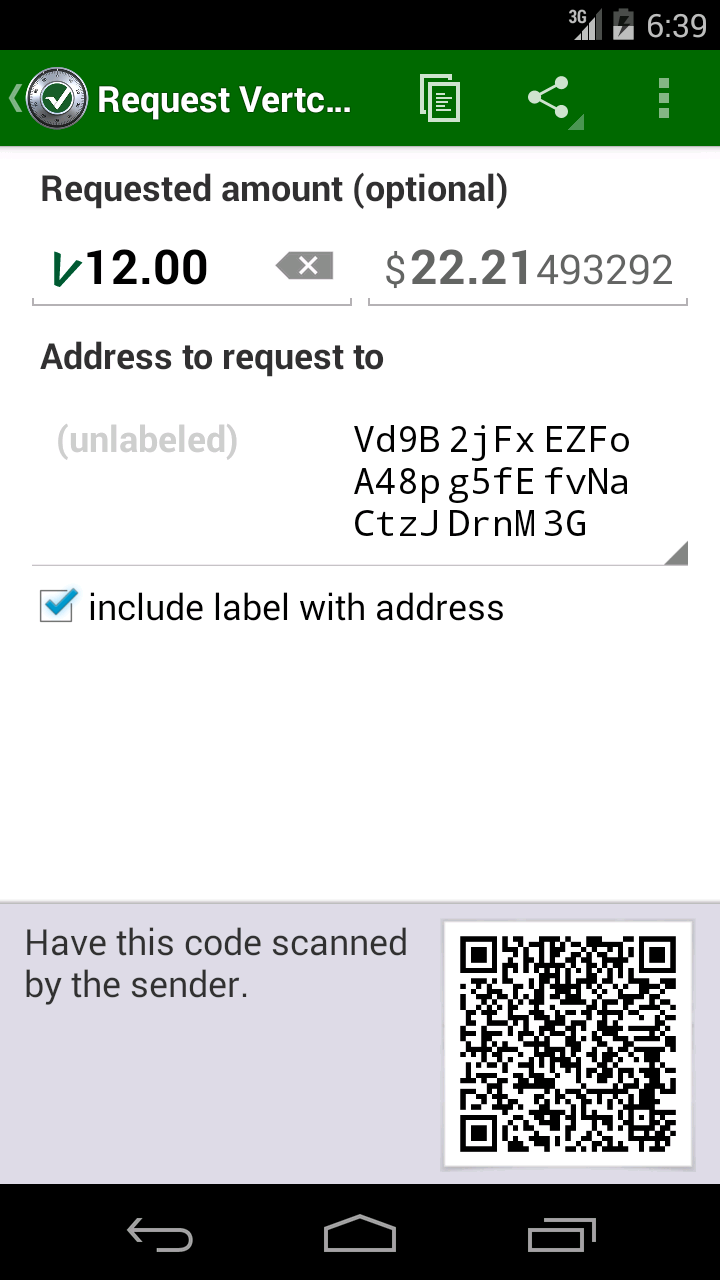 3G 6:39
Request Vertc...
Requested amount (optional)
12.00 $22.21493292
Address to request to
(unlabeled) Vd9B 2jFx EZFo
A48p g5fE fvNa
CtzJ DrnM 3G
include label with address
Have this code scanned
by the sender.